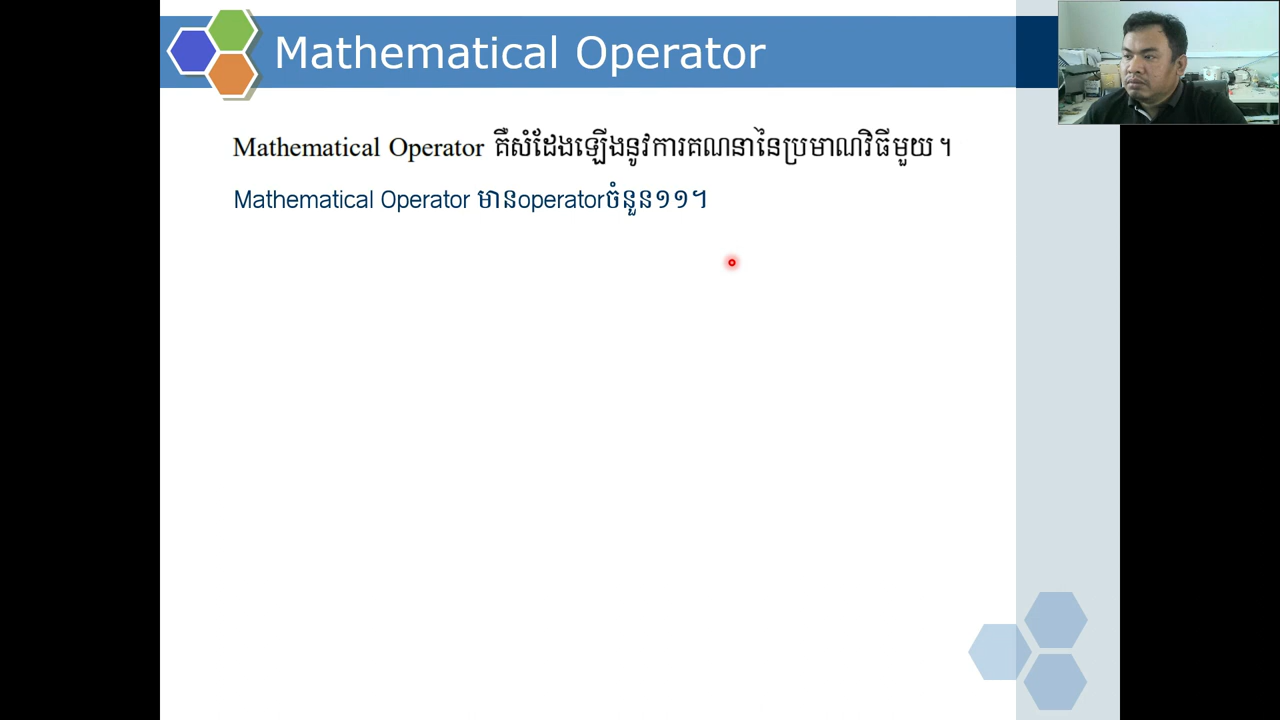 Mathematical Operator
Mathematical Operator គឺសំដែងឡើងនូវការគណនានៃប្រមាណវិធីមួយ។
Mathematical Operator មានoperatorចំនួន១១។